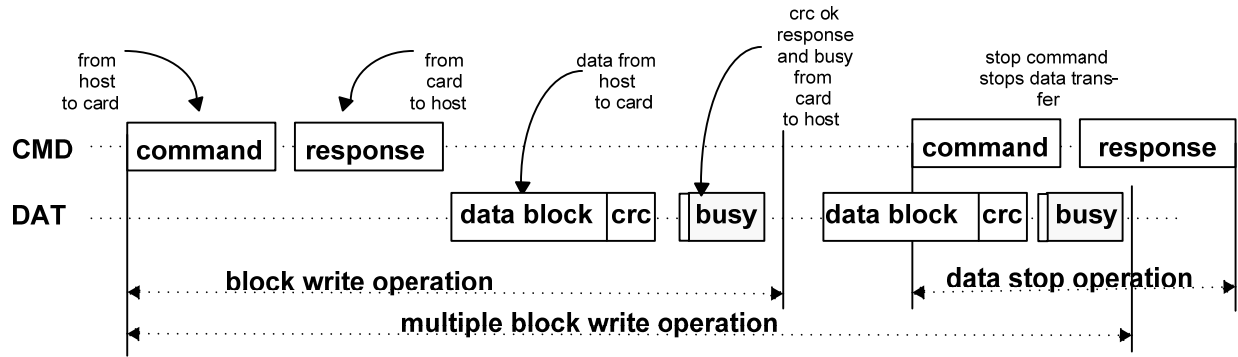 from
host
to card
from
card
to host
data from
host
to card
crc ok
response
and busy
from
card
to host
stop command
stops data trans-
fer
CMD
command
response
command
response
DAT
data block
crc
busy
data block
crc
busy
block write operation
data stop operation
multiple block write operation